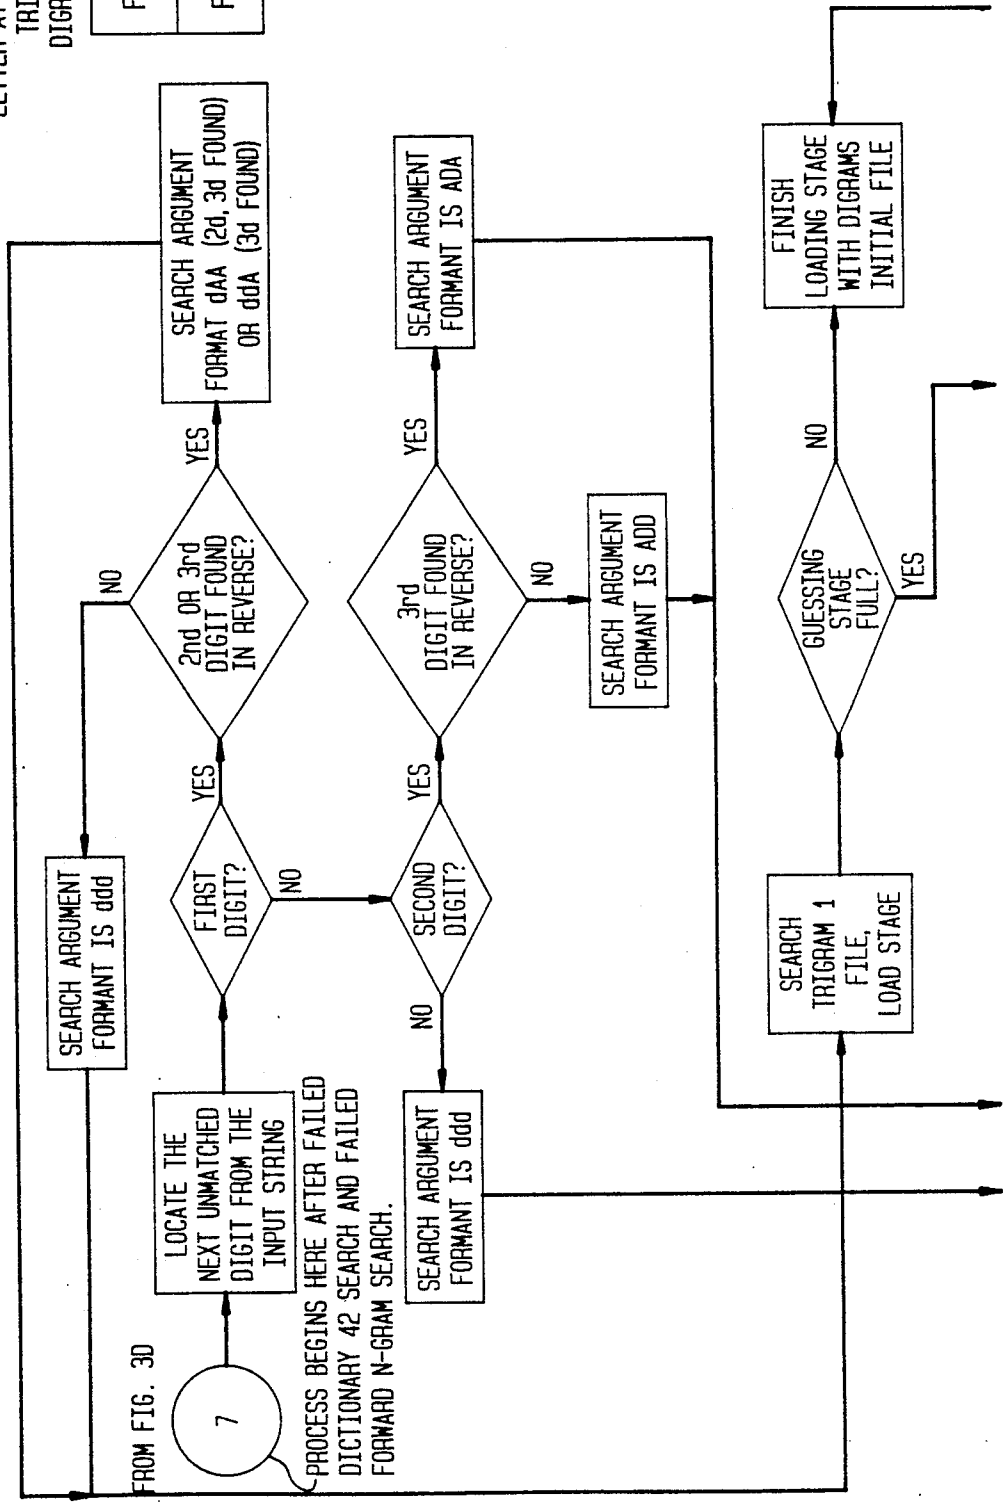 LETTER AT
TRI
DIGR
F
F
FROM FIG. 3D
7
PROCESS BEGINS HERE AFTER FAILED
DICTIONARY 42 SEARCH AND FAILED
FORWARD N-GRAM SEARCH.
LOCATE THE
NEXT UNMATCHED
DIGIT FROM THE
INPUT STRING
SEARCH ARGUMENT
FORMANT IS ddd
FIRST
DIGIT?
YES
NO
2nd OR 3rd
DIGIT FOUND
IN REVERSE?
NO
YES
SEARCH ARGUMENT
FORMAT dAA (2d, 3d FOUND)
OR ddA (3d FOUND)
SECOND
DIGIT?
YES
NO
SEARCH ARGUMENT
FORMANT IS ddd
3rd
DIGIT FOUND
IN REVERSE?
YES
NO
SEARCH ARGUMENT
FORMANT IS ADA
SEARCH ARGUMENT
FORMANT IS ADD
SEARCH
TRIGRAM 1
FILE,
LOAD STAGE
GUESSING
STAGE
FULL?
NO
YES
FINISH
LOADING STAGE
WITH DIGRAMS
INITIAL FILE